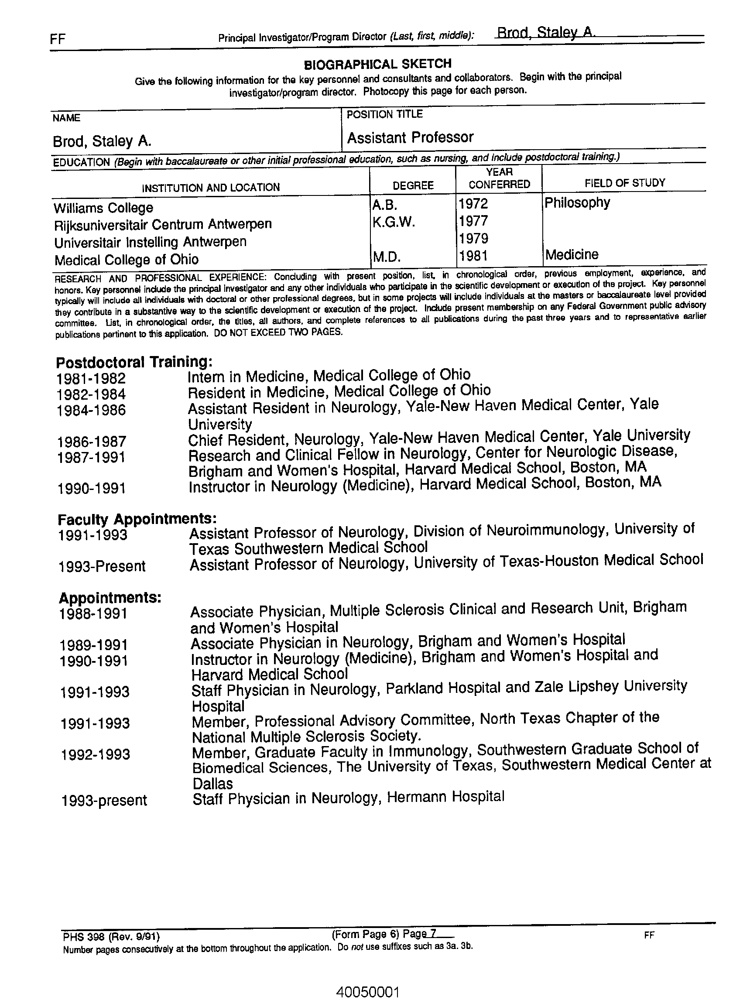 FF Principal Investigator/Program Director (Last, first, middle): Brod, Staley A.
BIOGRAPHICAL SKETCH
Give the following information for the key personnel and consultants and collaborators. Begin with the principal
investigator/program director. Photocopy this page for each person.
NAME POSITION TITLE
Brod, Staley A. Assistant Professor
EDUCATION (Begin with baccalaureate or other initial professional education, such as nursing, and include postdoctoral training.)
INSTITUTION AND LOCATION DEGREE YEAR CONFERRED FIELD OF STUDY
Williams College A.B. 1972 Philosophy
Rijksuniversitair Centrum Antwerpen K.G.W. 1977
Universitair Instelling Antwerpen 1979
Medical College of Ohio M.D. 1981 Medicine
RESEARCH AND PROFESSIONAL EXPERIENCE: Concluding with present position, list, in chronological order, previous employment, experience, and
honors. Key personnel include the principal investigator and any other individuals who participate in the scientific development or execution of the project. Key personnel
typically will include all individuals with doctoral or other professional degrees, but in some projects will include individuals at the masters or baccalaureate level provided
they contribute in a substantive way to the scientific development or execution of the project. Include present membership on any Federal Government public advisory
committee. List, in chronological order, the titles, all authors, and complete references to all publications during the past three years and to representative earlier
publications pertinent to this application. DO NOT EXCEED TWO PAGES.
Postdoctoral Training:
1981-1982 Intern in Medicine, Medical College of Ohio
1982-1984 Resident in Medicine, Medical College of Ohio
1984-1986 Assistant Resident in Neurology, Yale-New Haven Medical Center, Yale
University
1986-1987 Chief Resident, Neurology, Yale-New Haven Medical Center, Yale University
1987-1991 Research and Clinical Fellow in Neurology, Center for Neurologic Disease,
Brigham and Women's Hospital, Harvard Medical School, Boston, MA
1990-1991 Instructor in Neurology (Medicine), Harvard Medical School, Boston, MA
Faculty Appointments:
1991-1993 Assistant Professor of Neurology, Division of Neuroimmunology, University of
Texas Southwestern Medical School
1993-Present Assistant Professor of Neurology, University of Texas-Houston Medical School
Appointments:
1988-1991 Associate Physician, Multiple Sclerosis Clinical and Research Unit, Brigham
and Women's Hospital
1989-1991 Associate Physician in Neurology, Brigham and Women's Hospital
1990-1991 Instructor in Neurology (Medicine), Brigham and Women's Hospital and
Harvard Medical School
1991-1993 Staff Physician in Neurology, Parkland Hospital and Zale Lipshey University
Hospital
1991-1993 Member, Professional Advisory Committee, North Texas Chapter of the
National Multiple Sclerosis Society.
1992-1993 Member, Graduate Faculty in Immunology, Southwestern Graduate School of
Biomedical Sciences, The University of Texas, Southwestern Medical Center at
Dallas
1993-present Staff Physician in Neurology, Hermann Hospital
PHS 398 (Rev. 9/91) (Form Page 6) Page 7 FF
Number pages consecutively at the bottom throughout the application. Do not use suffixes such as 3a. 3b.
40050001